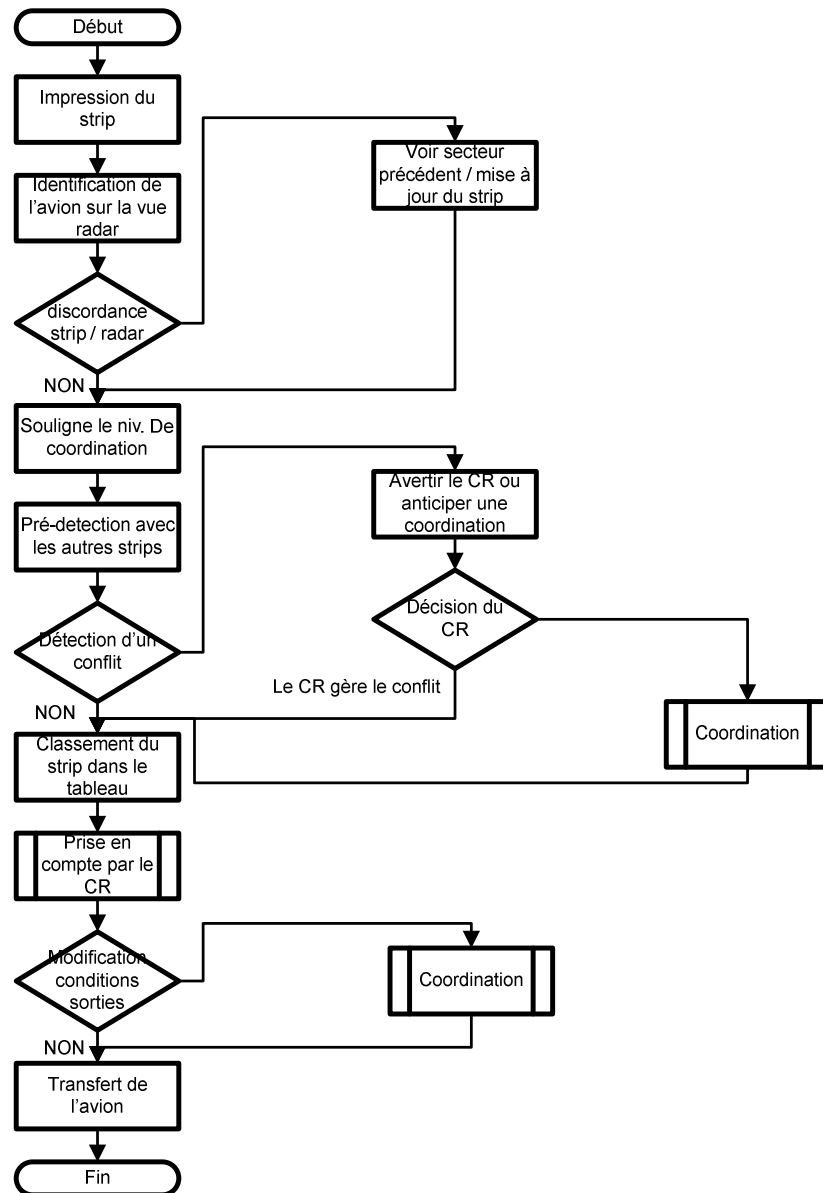 Début
Impression du
strip
Identification de
l'avion sur la vue
radar
Voir secteur
précédent / mise à
jour du strip
discordance
strip / radar
NON
Souligne le niv. De
coordination
Pré-detection avec
les autres strips
Avertir le CR ou
anticiper une
coordination
Détection d'un
conflit
Décision du
CR
Le CR gère le conflit
NON
Classement du
strip dans le
tableau
Coordination
Prise en
compte par le
CR
Modification
conditions
sorties
Coordination
NON
Transfert de
l'avion
Fin